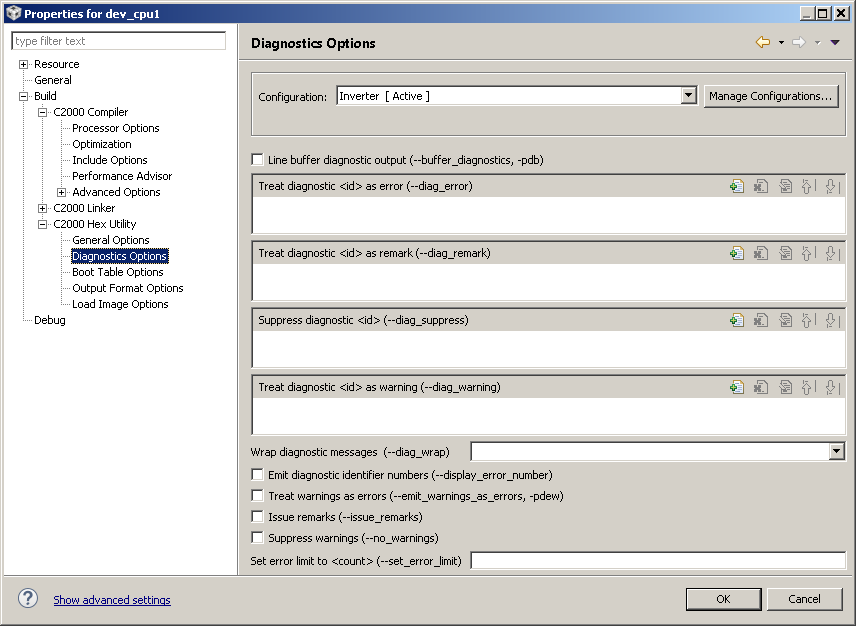 Properties for dev_cpu1
type filter text
Resource
General
Build
C2000 Compiler
Processor Options
Optimization
Include Options
Performance Advisor
Advanced Options
C2000 Linker
C2000 Hex Utility
General Options
Diagnostics Options
Boot Table Options
Output Format Options
Load Image Options
Debug
Diagnostics Options
Configuration: Inverter [ Active ] Manage Configurations...
Line buffer diagnostic output (--buffer_diagnostics, -pdb)
Treat diagnostic <id> as error (--diag_error)
Treat diagnostic <id> as remark (--diag_remark)
Suppress diagnostic <id> (--diag_suppress)
Treat diagnostic <id> as warning (--diag_warning)
Wrap diagnostic messages (--diag_wrap)
Emit diagnostic identifier numbers (--display_error_number)
Treat warnings as errors (--emit_warnings_as_errors, -pdew)
Issue remarks (--issue_remarks)
Suppress warnings (--no_warnings)
Set error limit to <count> (--set_error_limit)
? Show advanced settings OK Cancel